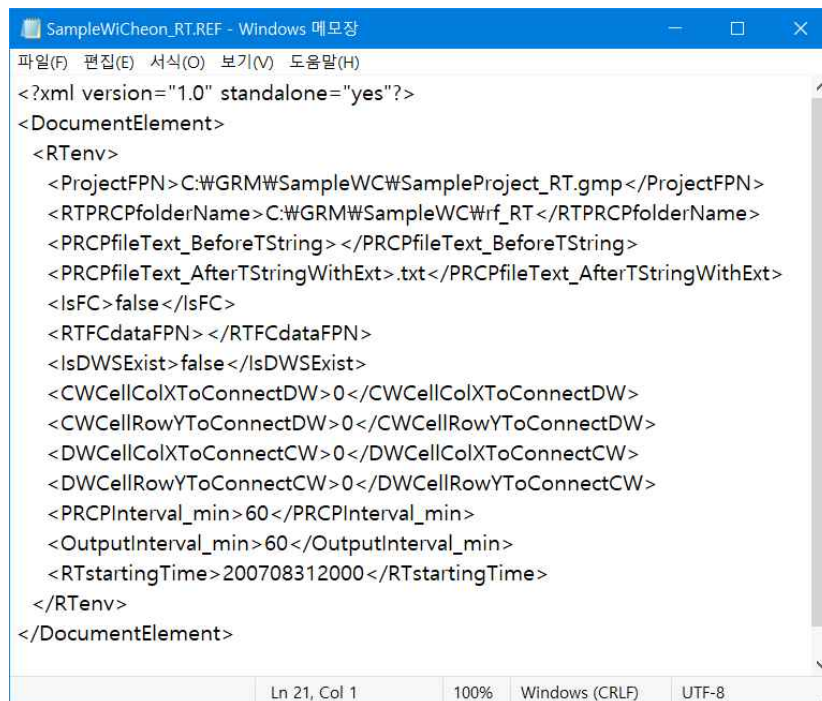 SampleWiCheon_RT.REF - Windows 메모장
파일(F) 편집(E) 서식(O) 보기(V) 도움말(H)
<?xml version="1.0" standalone="yes"?>
<DocumentElement>
<RTenv>
<ProjectFPN>C:₩GRM₩SampleWC₩SampleProject_RT.gmp</ProjectFPN>
<RTPRCPfolderName>C:₩GRM₩SampleWC₩rf_RT</RTPRCPfolderName>
<PRCPfileText_BeforeTString></PRCPfileText_BeforeTString>
<PRCPfileText_AfterTStringWithExt>.txt</PRCPfileText_AfterTStringWithExt>
<IsFC>false</IsFC>
<RTFCdataFPN></RTFCdataFPN>
<IsDWSExist>false</IsDWSExist>
<CWCellColXToConnectDW>0</CWCellColXToConnectDW>
<CWCellRowYToConnectDW>0</CWCellRowYToConnectDW>
<DWCellColXToConnectCW>0</DWCellColXToConnectCW>
<DWCellRowYToConnectCW>0</DWCellRowYToConnectCW>
<PRCPInterval_min>60</PRCPInterval_min>
<OutputInterval_min>60</OutputInterval_min>
<RTstartingTime>200708312000</RTstartingTime>
</RTenv>
</DocumentElement>
Ln 21, Col 1 100% Windows (CRLF) UTF-8